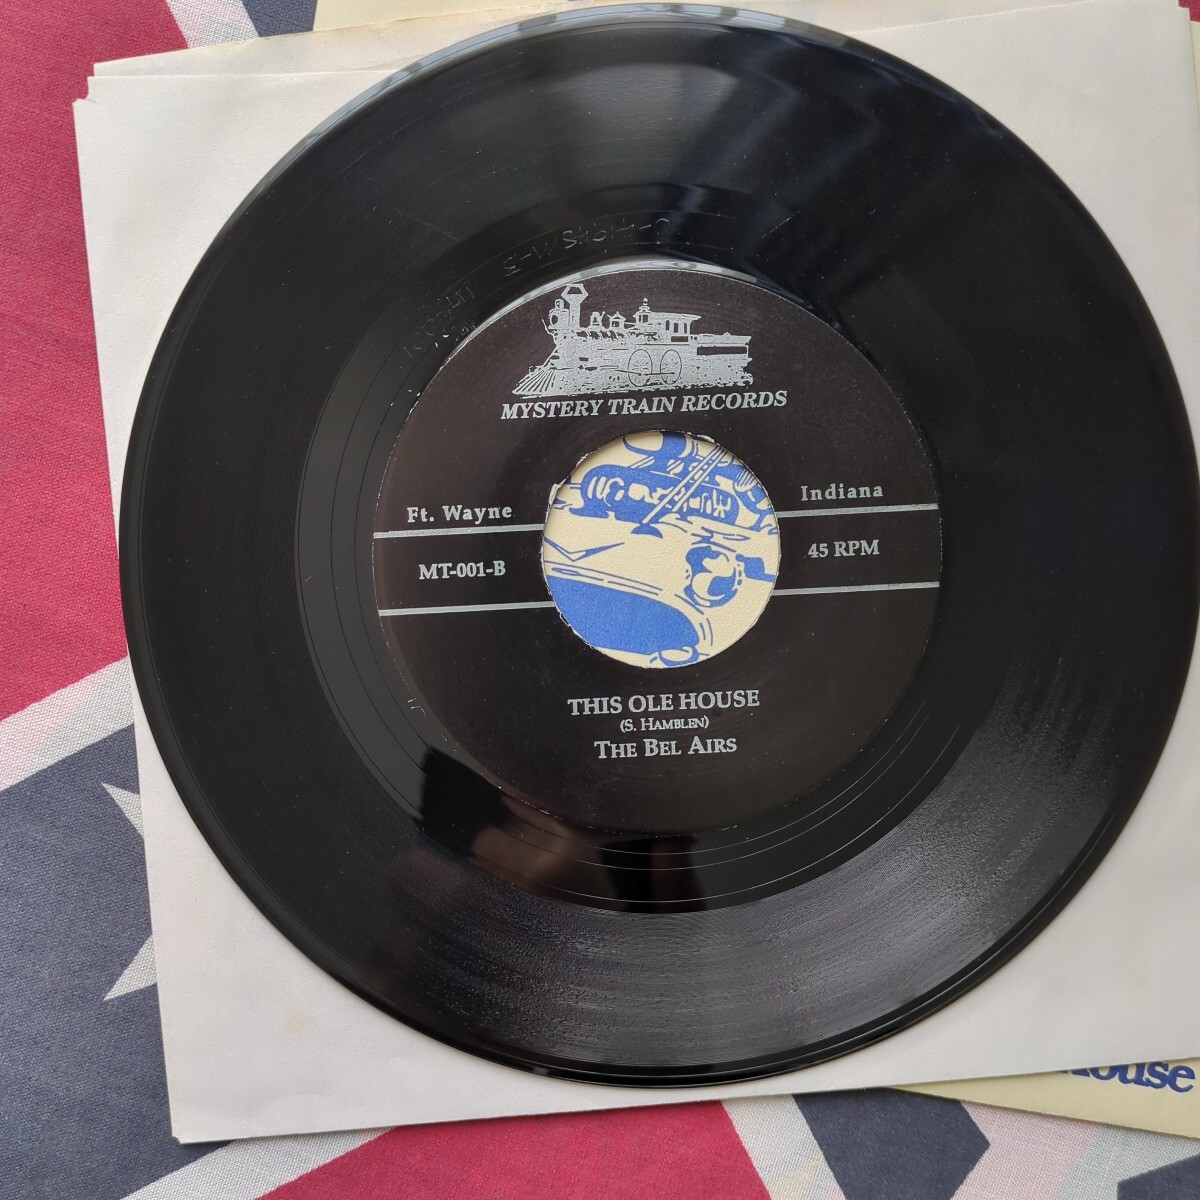 MYSTERY TRAIN RECORDS
Ft. Wayne
Indiana
MT-001-B
45 RPM
THIS OLE HOUSE
(S. HAMBLEN)
THE BEL AIRS
House